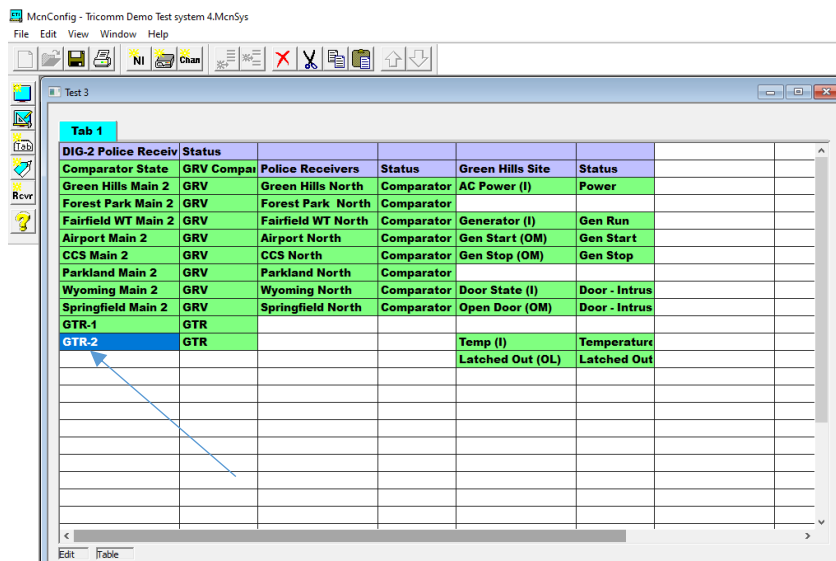 McnConfig - Tricomm Demo Test system 4.McnSys
File Edit View Window Help
NI Chan
Test 3
Tab
Rcvr
Tab 1
DIG-2 Police Receiv Status
Comparator State GRV Compar Police Receivers Status Green Hills Site Status
Green Hills Main 2 GRV Green Hills North Comparator AC Power (I) Power
Forest Park Main 2 GRV Forest Park North Comparator
Fairfield WT Main 2 GRV Fairfield WT North Comparator Generator (I) Gen Run
Airport Main 2 GRV Airport North Comparator Gen Start (OM) Gen Start
CCS Main 2 GRV CCS North Comparator Gen Stop (OM) Gen Stop
Parkland Main 2 GRV Parkland North Comparator
Wyoming Main 2 GRV Wyoming North Comparator Door State (I) Door - Intrus
Springfield Main 2 GRV Springfield North Comparator Open Door (OM) Door - Intrus
GTR-1 GTR
GTR-2 GTR Temp (I) Temperature
Latched Out (OL) Latched Out
Edit Table